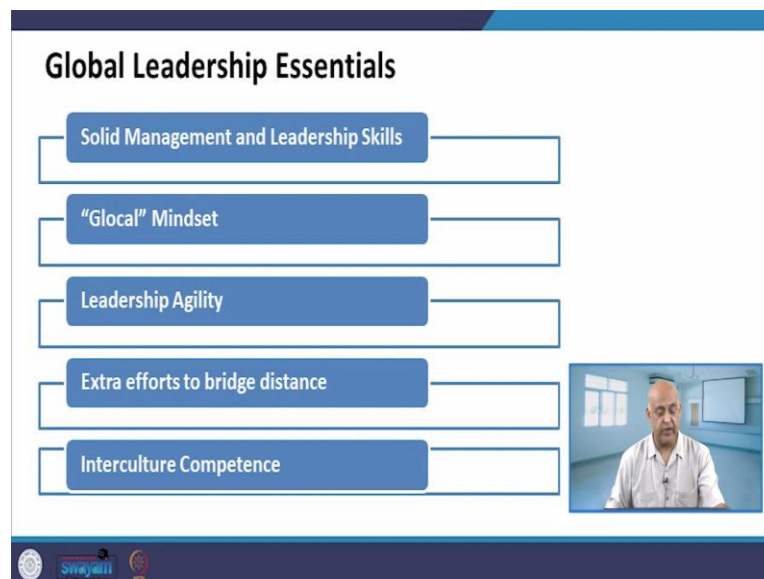 Global Leadership Essentials
Solid Management and Leadership Skills
“Glocal” Mindset
Leadership Agility
Extra efforts to bridge distance
Interculture Competence
swayam